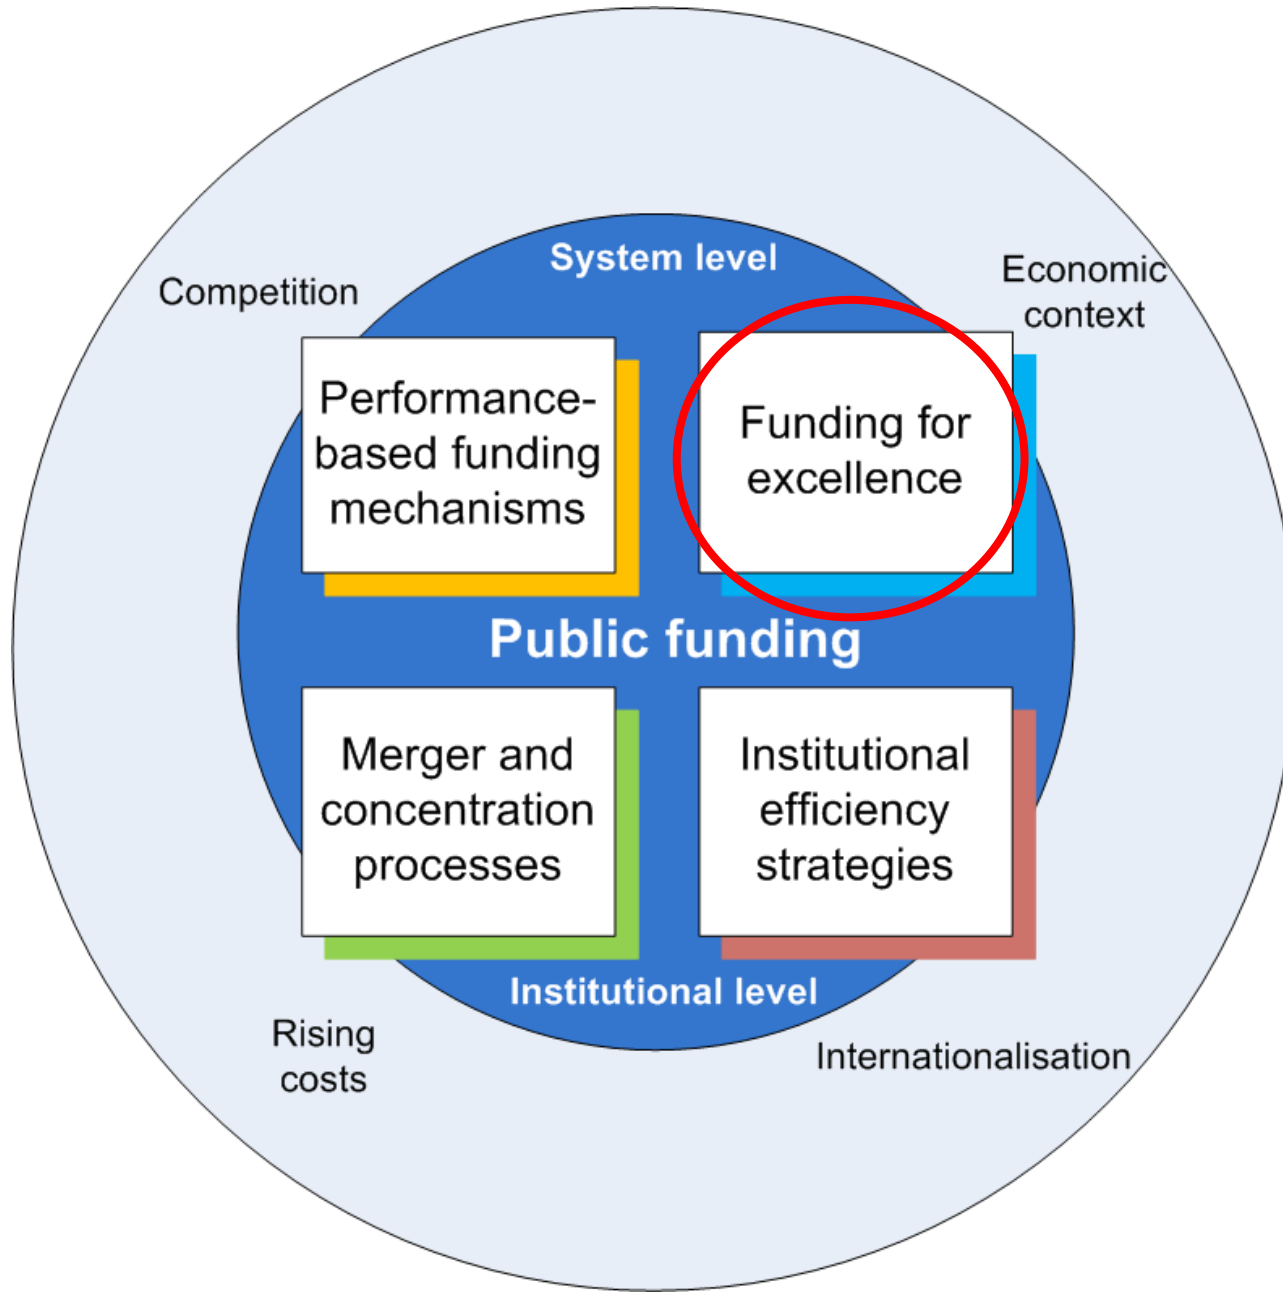 System level
Competition
Economic
context
Performance-
based funding
mechanisms
Funding for
excellence
Public funding
Merger and
concentration
processes
Institutional
efficiency
strategies
Institutional level
Rising
costs
Internationalisation